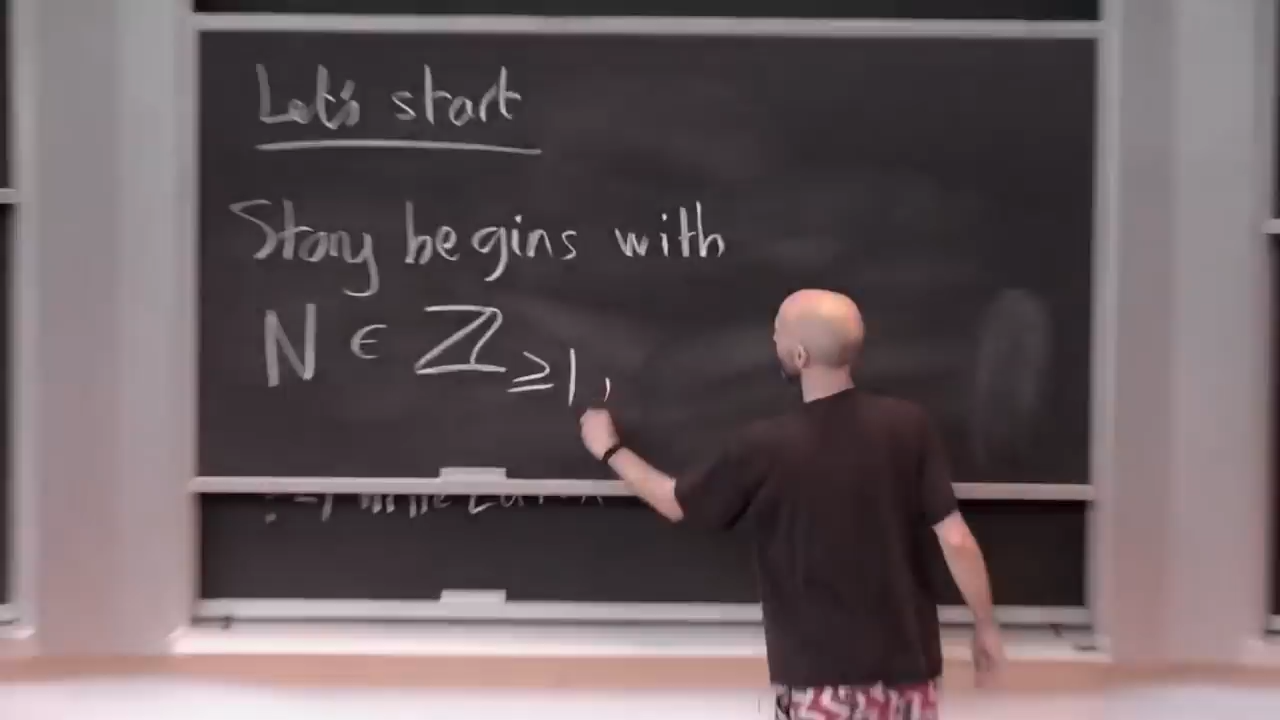 Let's start
Story begins with
N ∈ ℤ≥1,